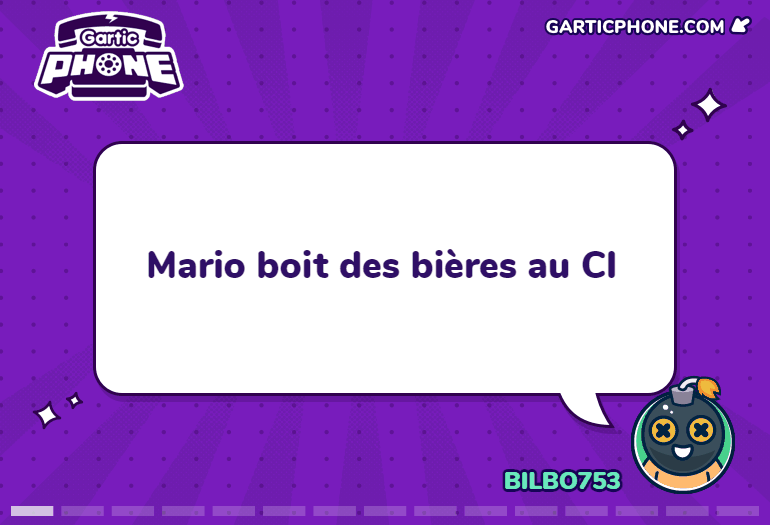 Gartic
PHONE
GARTICPHONE.COM
Mario boit des bières au CI
BILBO753